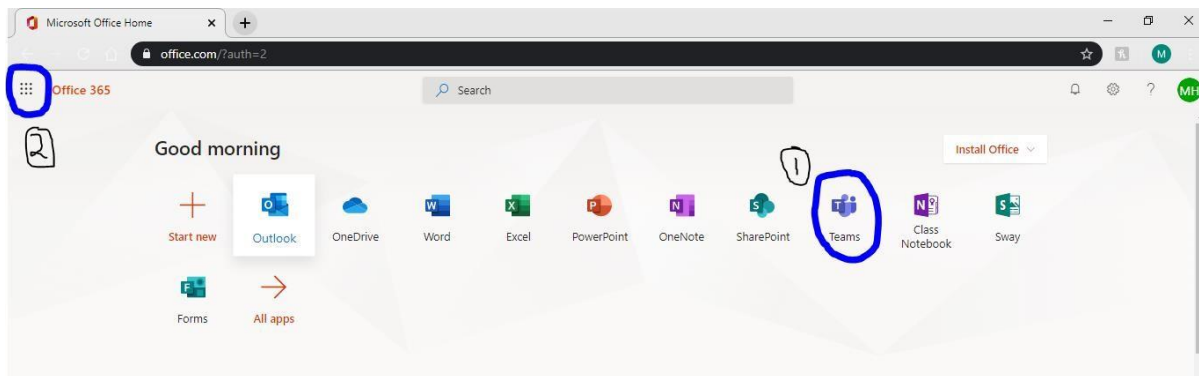 Microsoft Office Home
office.com/?auth=2
M
Office 365
Search
?
MH
2
Good morning
1
Install Office
Start new
Outlook
OneDrive
Word
Excel
PowerPoint
OneNote
SharePoint
Teams
Class
Notebook
Sway
Forms
All apps